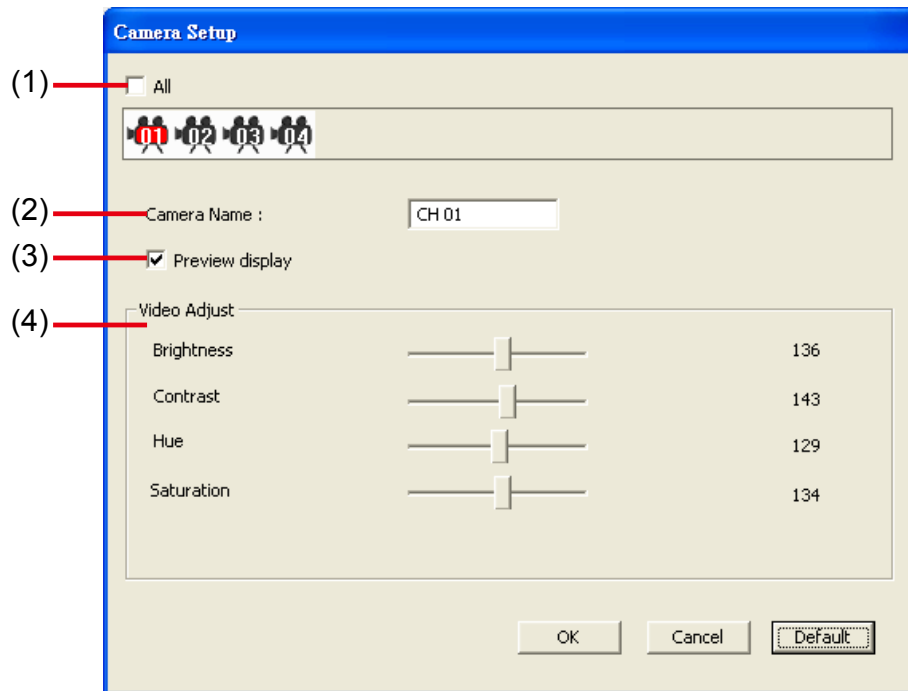 Camera Setup
(1) All
01 02 03 04
(2) Camera Name : CH 01
(3) Preview display
(4) Video Adjust
Brightness 136
Contrast 143
Hue 129
Saturation 134
OK Cancel Default